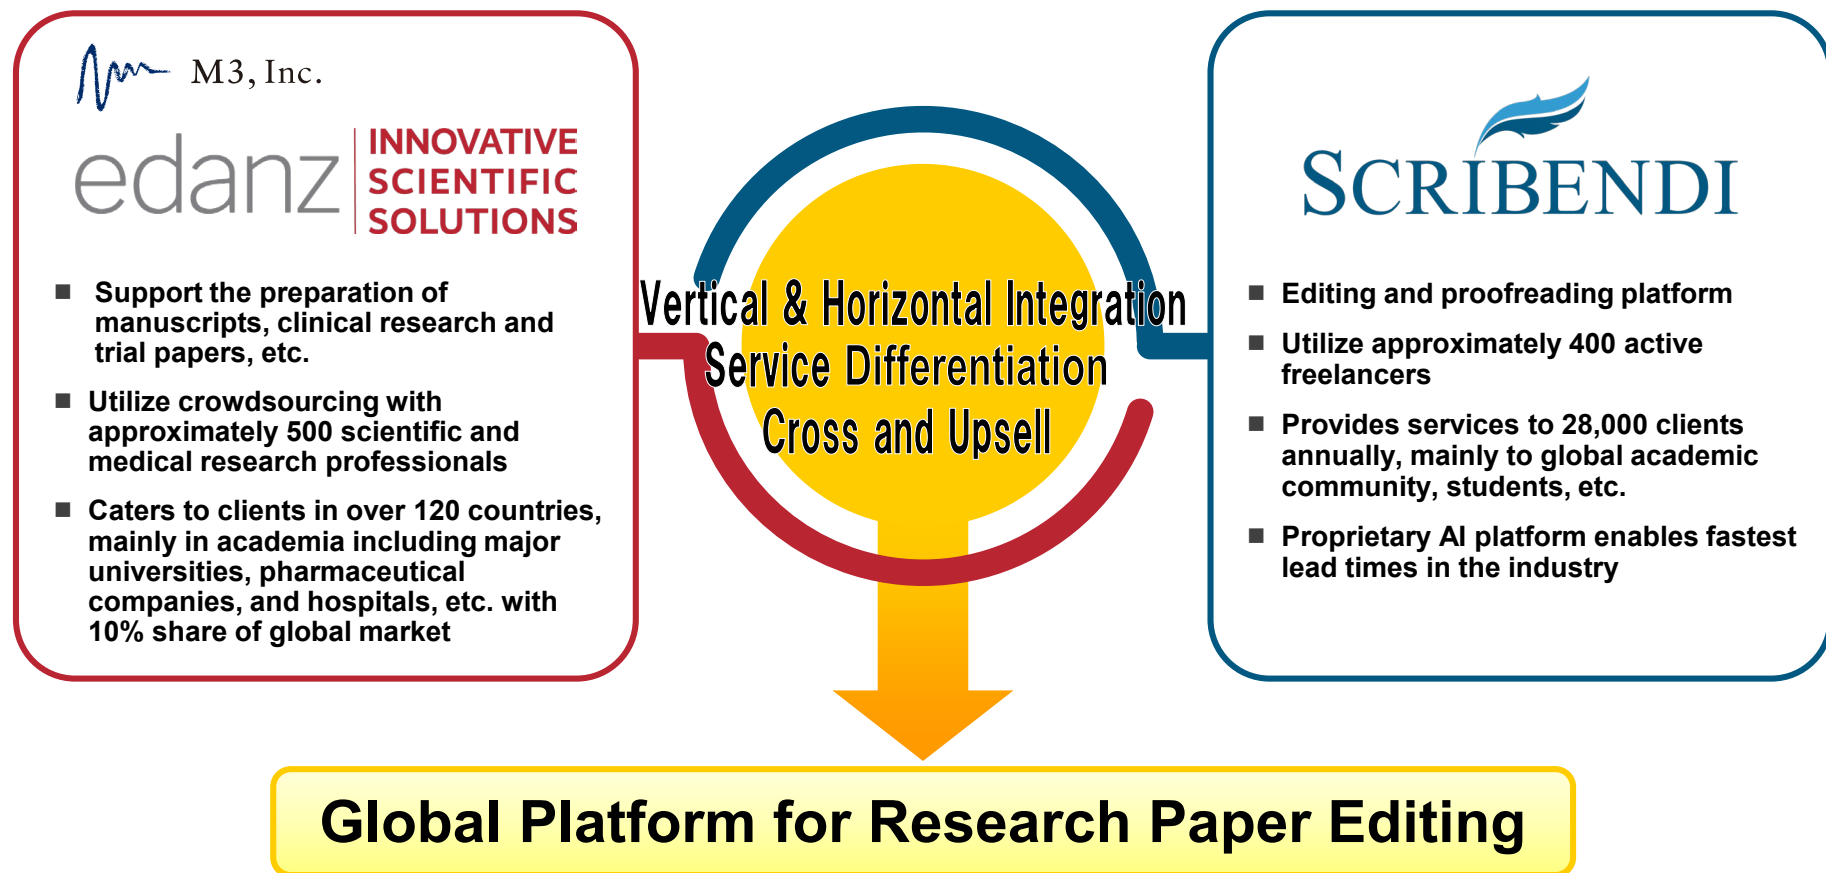 M3, Inc.
edanz
INNOVATIVE
SCIENTIFIC
SOLUTIONS
■ Support the preparation of
manuscripts, clinical research and
trial papers, etc.
■ Utilize crowdsourcing with
approximately 500 scientific and
medical research professionals
■ Caters to clients in over 120 countries,
mainly in academia including major
universities, pharmaceutical
companies, and hospitals, etc. with
10% share of global market
Vertical & Horizontal Integration
Service Differentiation
Cross and Upsell
SCRIBENDI
■ Editing and proofreading platform
■ Utilize approximately 400 active
freelancers
■ Provides services to 28,000 clients
annually, mainly to global academic
community, students, etc.
■ Proprietary AI platform enables fastest
lead times in the industry
Global Platform for Research Paper Editing